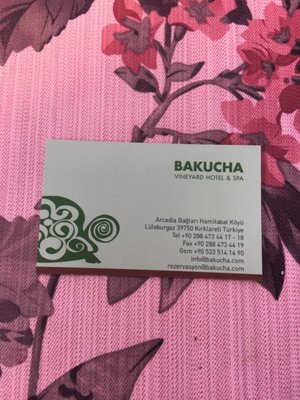 BAKUCHA
VINEYARD HOTEL & SPA
Arcadia Bağları Hamitabat Köyü
Lüleburgaz 39750 Kırklareli Türkiye
Tel +90 288 473 44 17 - 18
Fax +90 288 473 44 19
Gsm +90 533 514 14 90
info@bakucha.com
rezervasyon@bakucha.com